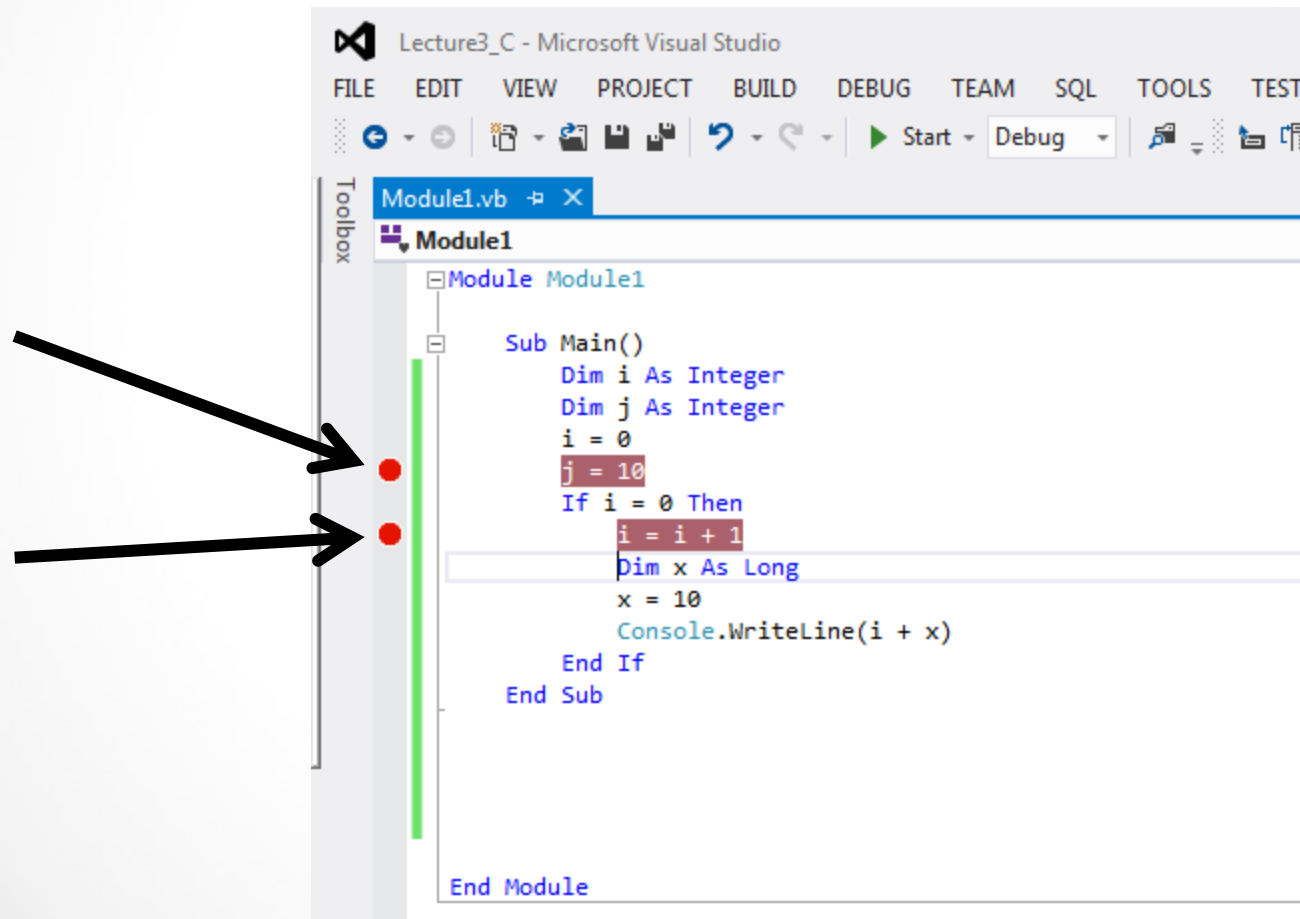 Lecture3_C - Microsoft Visual Studio
FILE EDIT VIEW PROJECT BUILD DEBUG TEAM SQL TOOLS TEST
Start Debug
Toolbox
Module1.vb
Module1
Module Module1
Sub Main()
Dim i As Integer
Dim j As Integer
i = 0
j = 10
If i = 0 Then
i = i + 1
Dim x As Long
x = 10
Console.WriteLine(i + x)
End If
End Sub
End Module